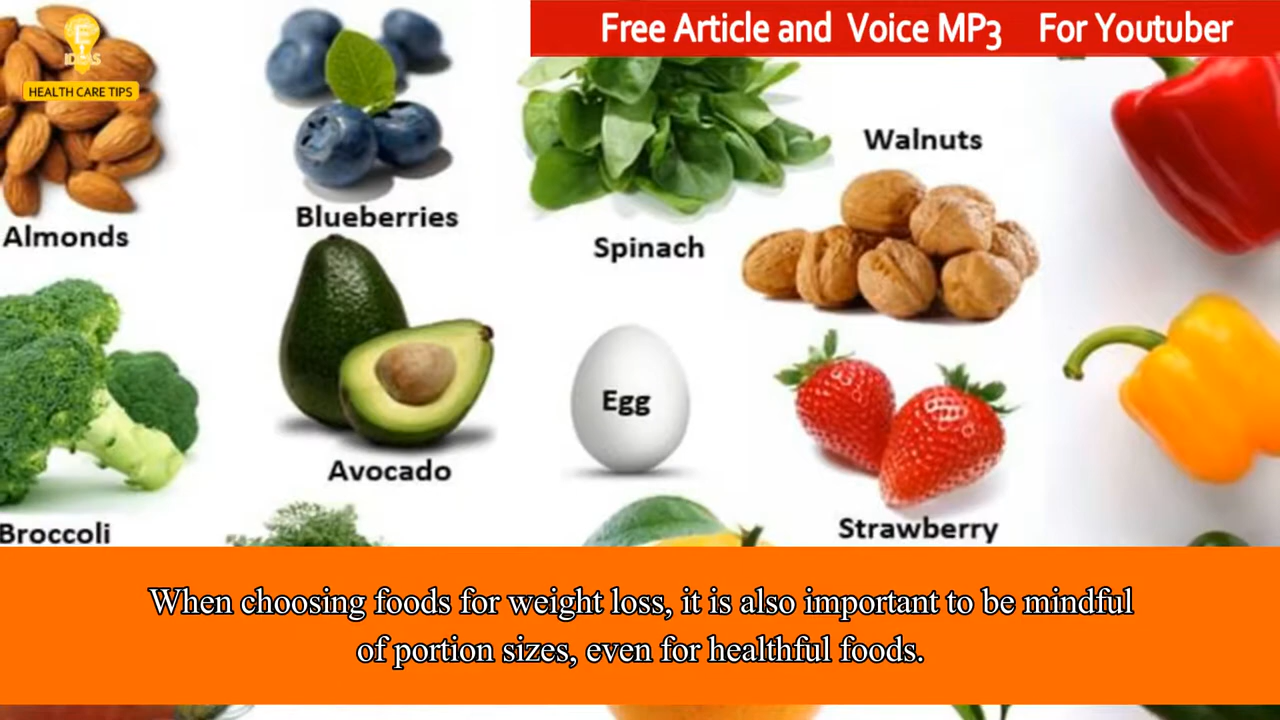 Free Article and Voice MP3 For Youtuber
E
IDEAS
HEALTH CARE TIPS
Walnuts
Blueberries
Almonds
Spinach
Egg
Avocado
Strawberry
Broccoli
When choosing foods for weight loss, it is also important to be mindful
of portion sizes, even for healthful foods.